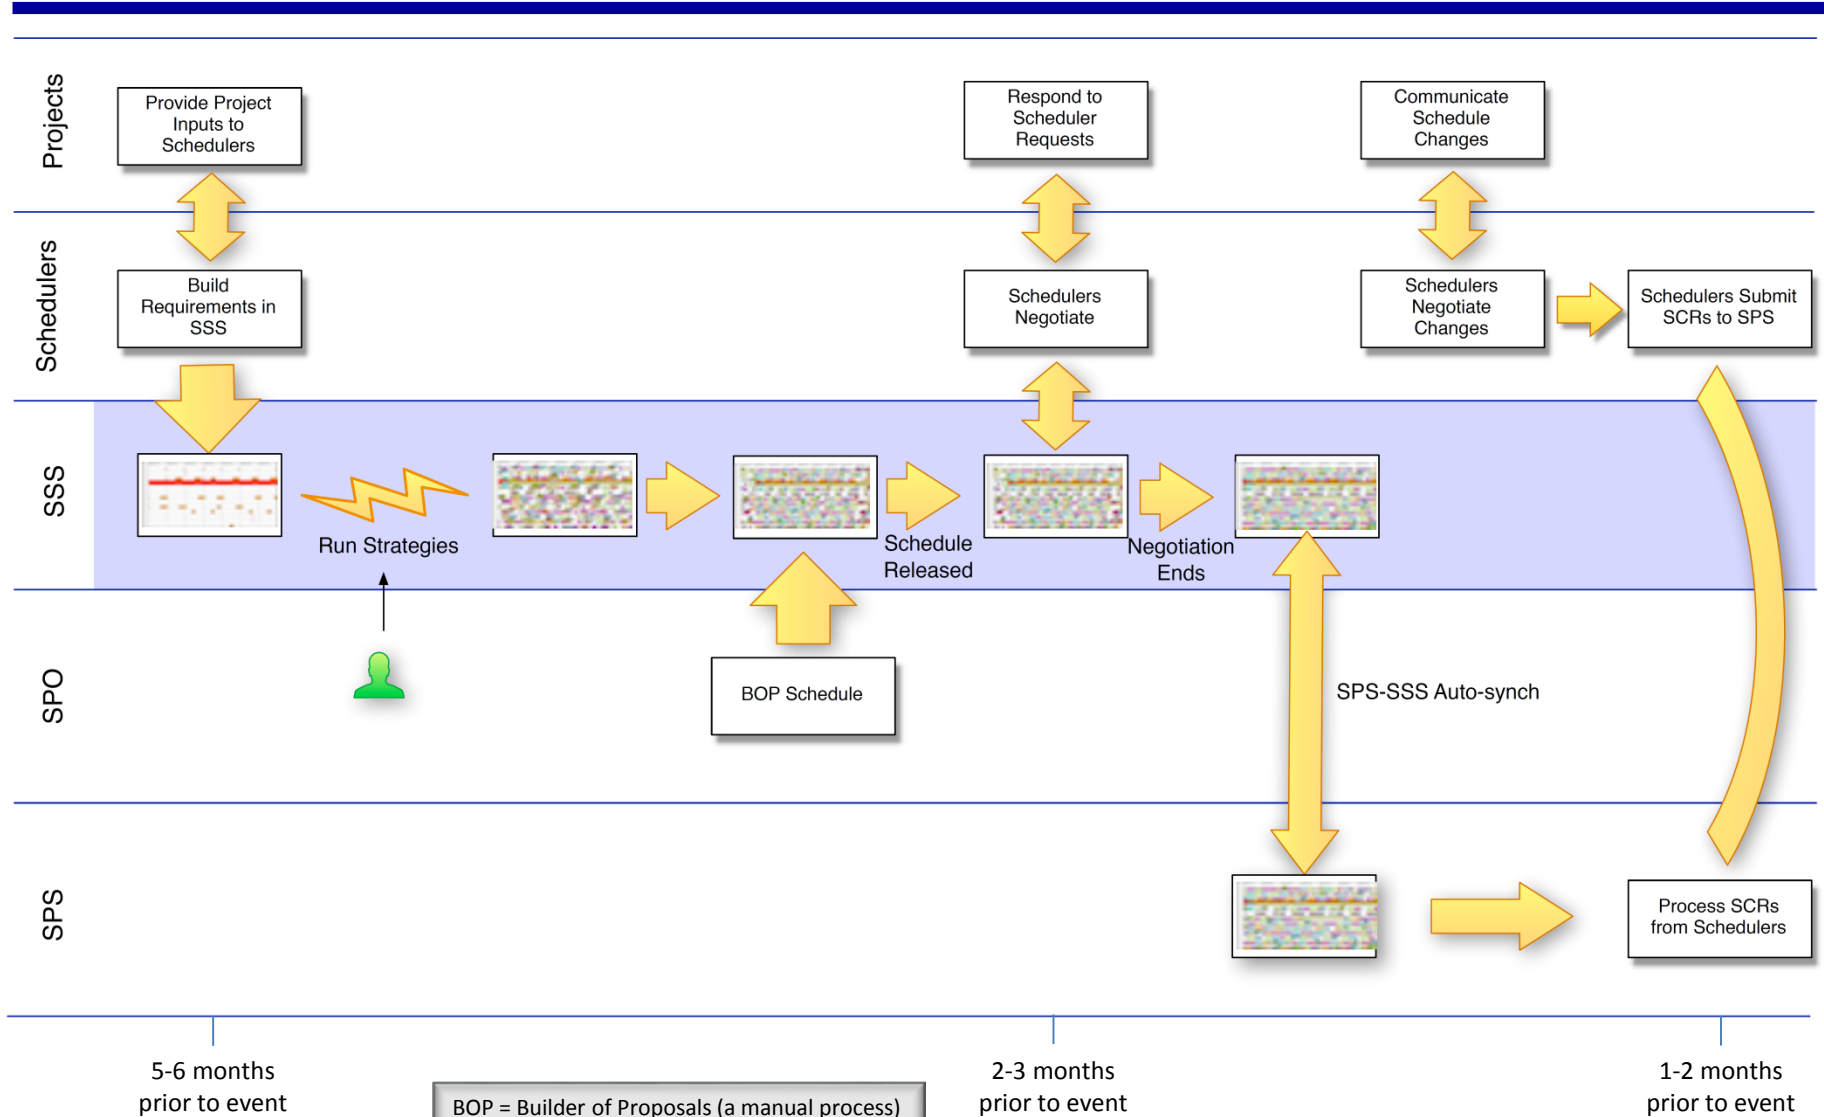 Projects
Provide Project
Inputs to
Schedulers
Respond to
Scheduler
Requests
Communicate
Schedule
Changes
Schedulers
Build
Requirements in
SSS
Schedulers
Negotiate
Schedulers
Negotiate
Changes
Schedulers Submit
SCRs to SPS
SSS
Run Strategies
Schedule
Released
Negotiation
Ends
SPO
BOP Schedule
SPS-SSS Auto-synch
SPS
Process SCRs
from Schedulers
5-6 months
prior to event
BOP = Builder of Proposals (a manual process)
2-3 months
prior to event
1-2 months
prior to event